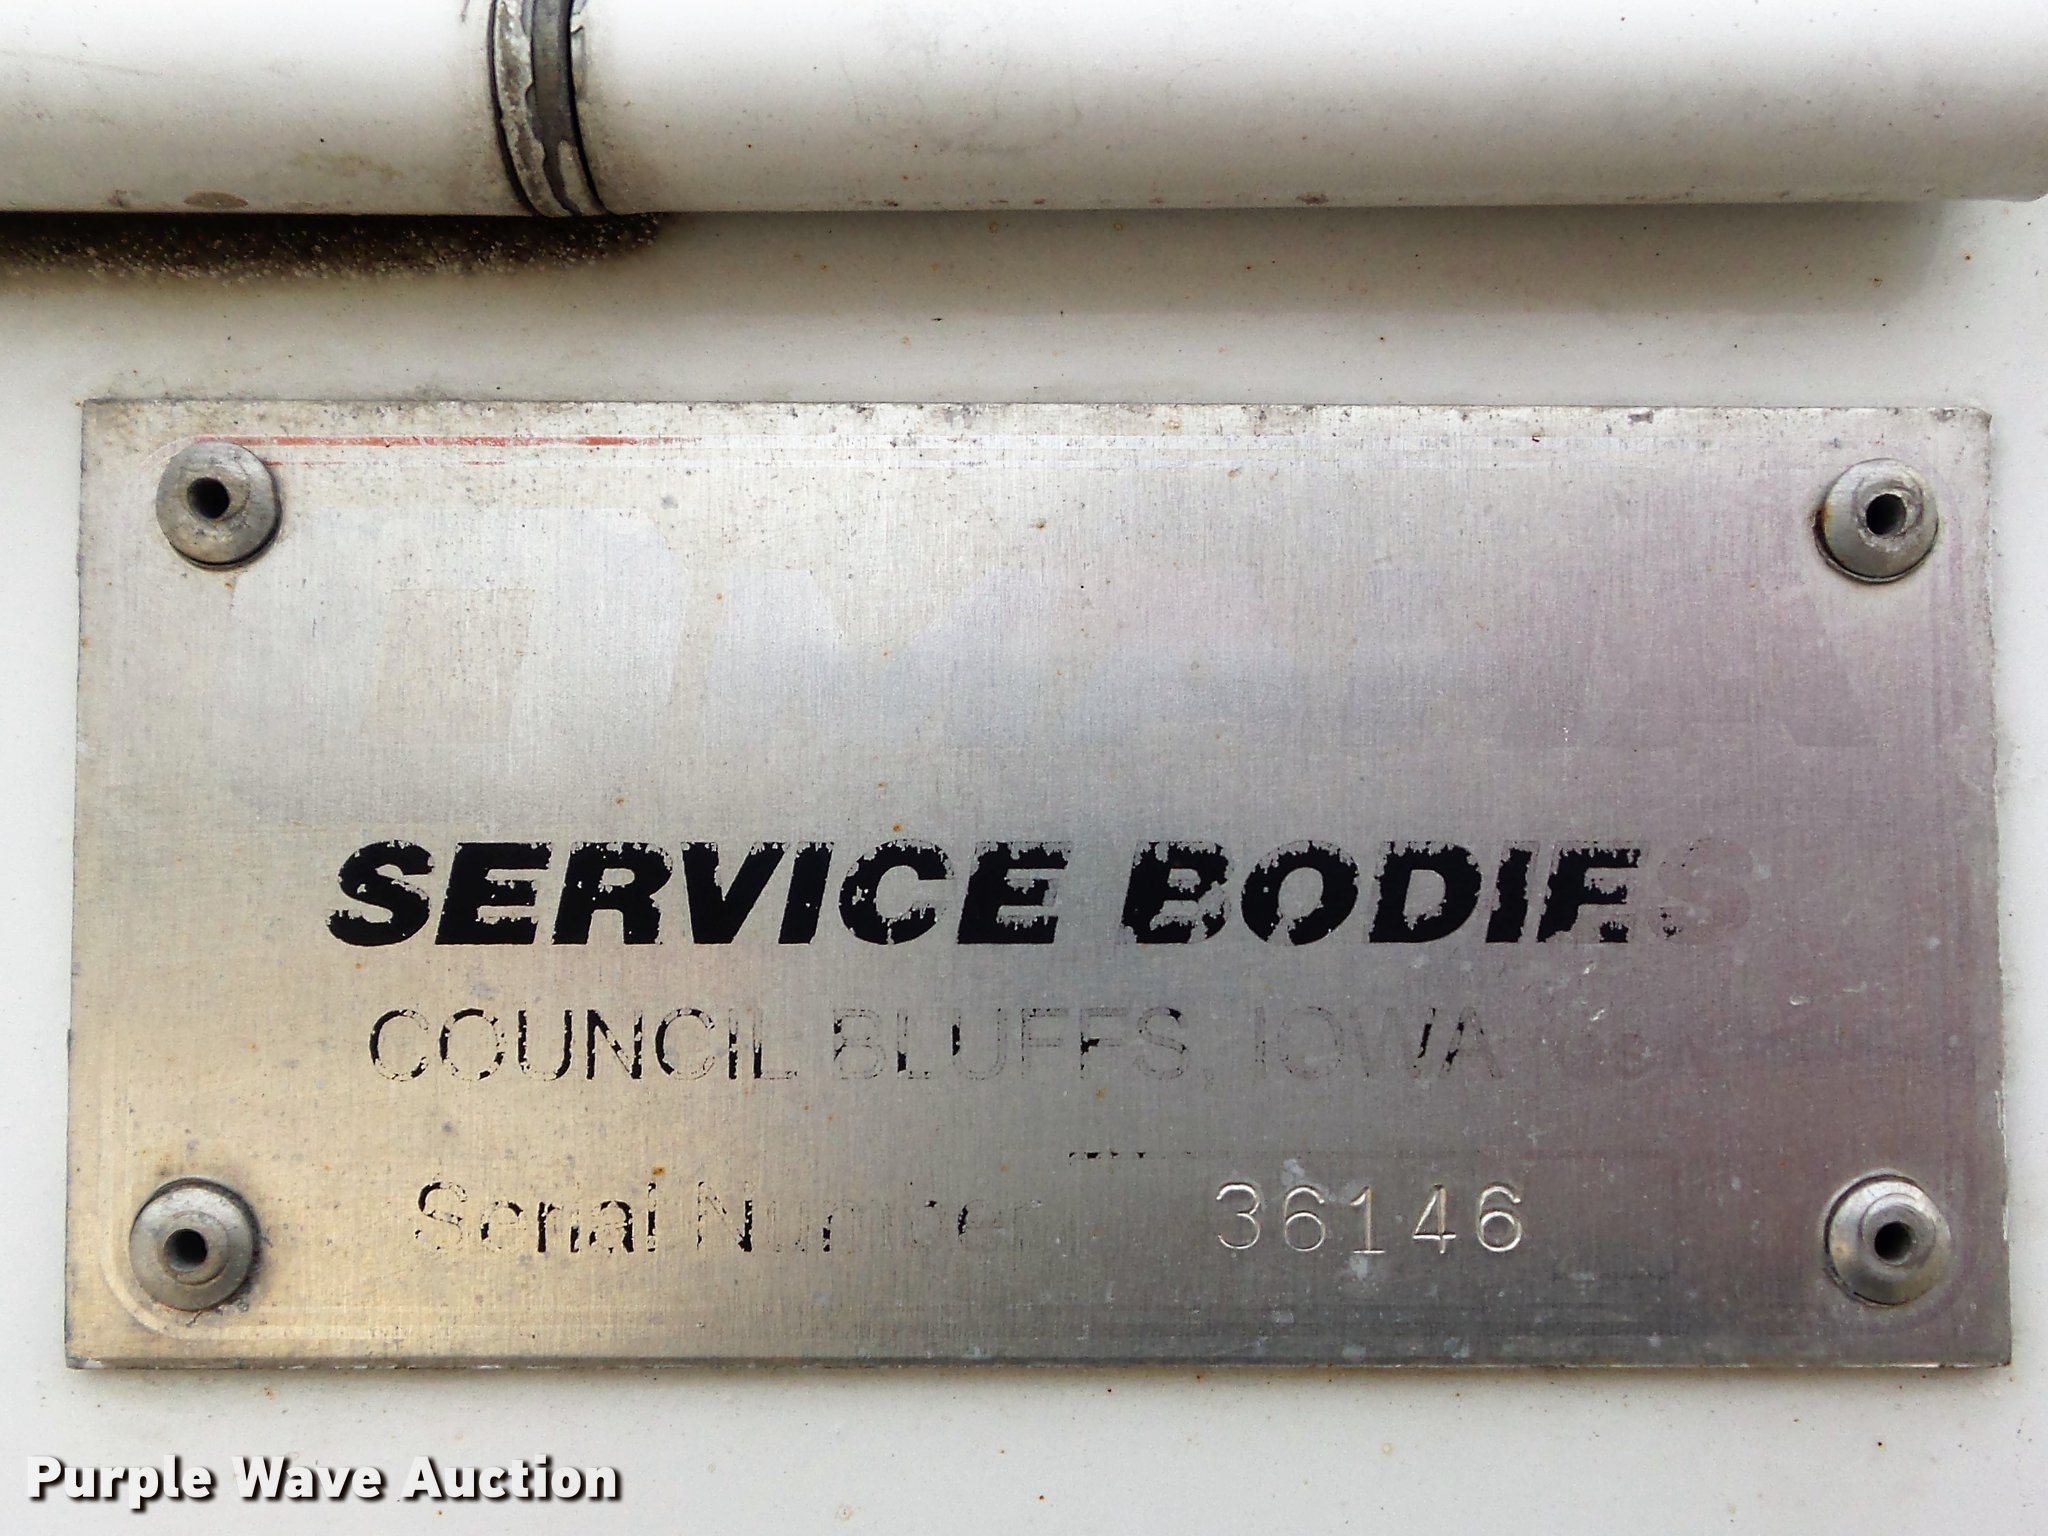 SERVICE BODIES
COUNCIL BLUFFS, IOWA
Serial Number 36146
Purple Wave Auction